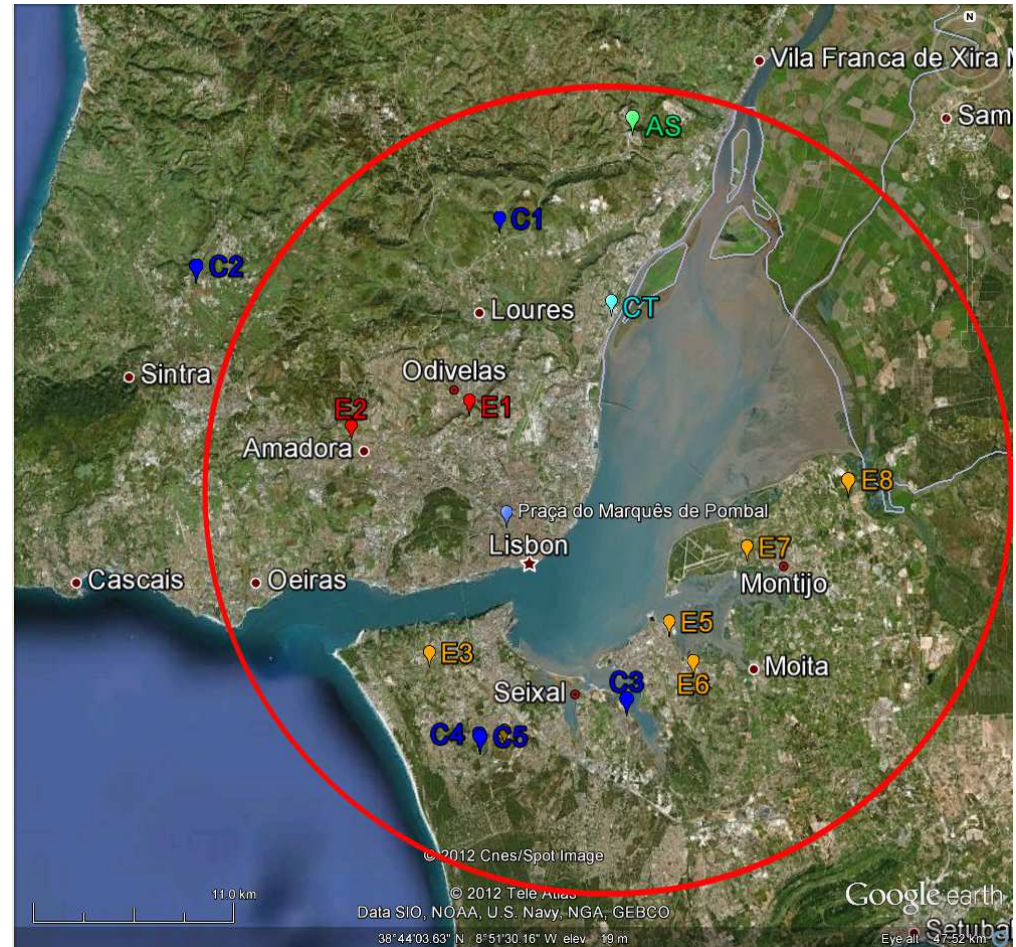 N
Vila Franca de Xira
Sam
AS
C1
C2
CT
Loures
Sintra
Odivelas
E1
E2
Amadora
E8
Praça do Marquês de Pombal
Lisbon
E7
Montijo
Cascais
Oeiras
E5
E3
E6
Moita
C3
Seixal
C4 C5
© 2012 Cnes/Spot Image
11.0 km
© 2012 Tele Atlas
Data SIO, NOAA, U.S. Navy, NGA, GEBCO
Google earth
38°44'03.63" N 8°51'30.16" W elev 19 m
Eye alt 47.52 km
Setubal